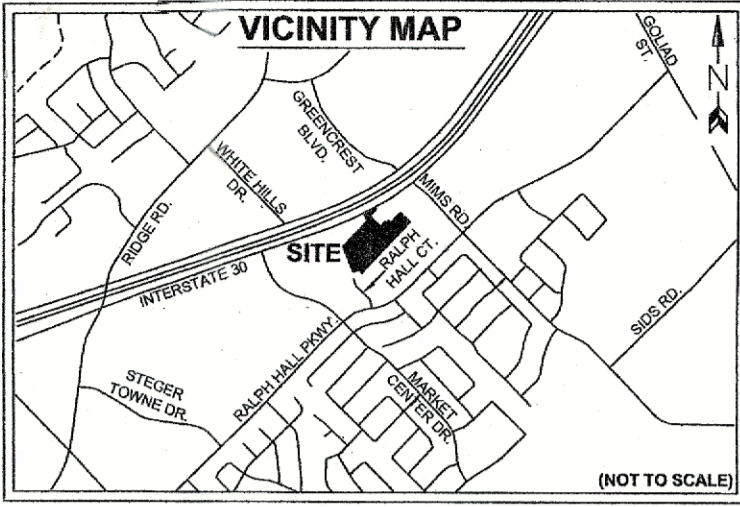 VICINITY MAP
GOLIAD
ST.
N
GREENCREST
BLVD.
WHITE HILLS
DR.
MIMS RD.
RIDGE RD.
SITE
RALPH
HALL CT.
INTERSTATE 30
SIDS RD.
RALPH HALL PKWY.
STEGER
TOWNE DR.
MARKET
CENTER DR.
(NOT TO SCALE)